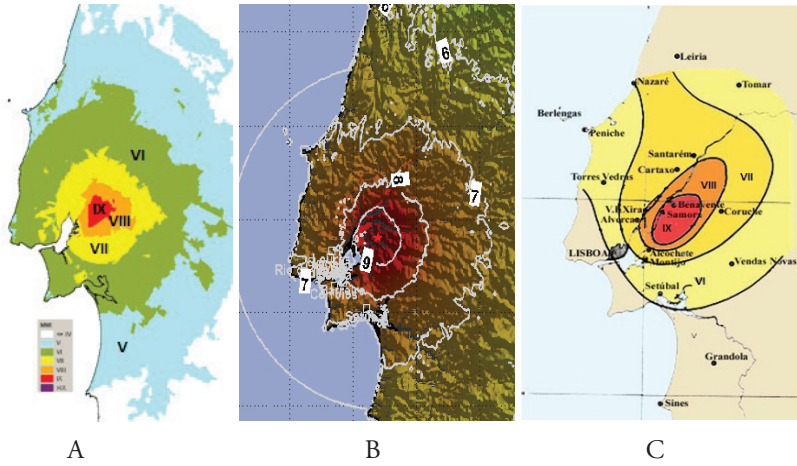 VI
IX
VIII
VII
V
MMI
<= IV
V
VI
VII
VIII
IX
6
8
7
9
7
Leiria
Nazaré
Tomar
Berlengas
Peniche
Santarém
Cartaxo
VII
Torres Vedras
VIII
Benavente
V.F.Xira
Samora
Coruche
Alverca
IX
LISBOA
Alcochete
Montijo
Vendas Novas
VI
Setúbal
V
Grandola
Sines
A
B
C